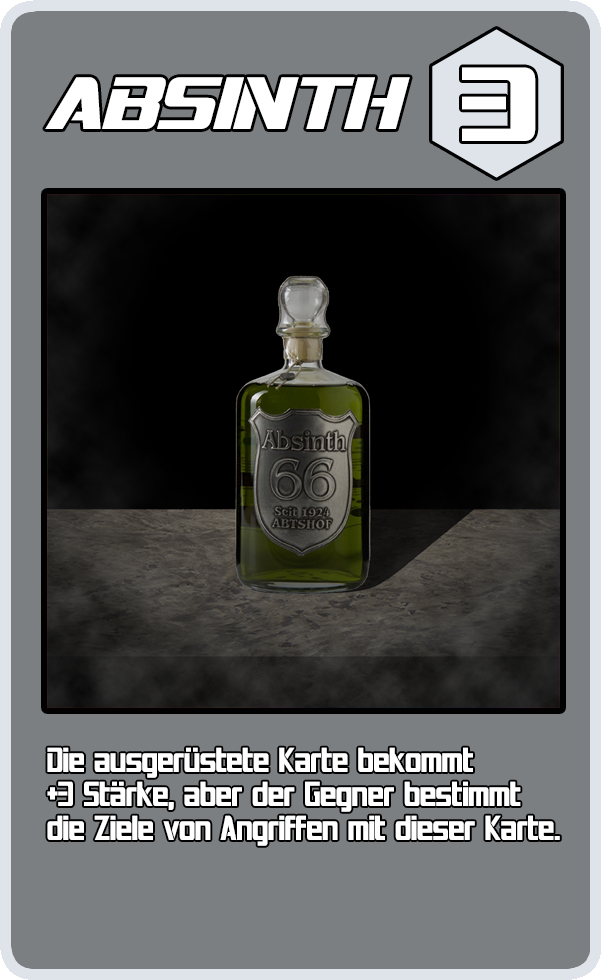 ABSINTH 3
Absinth
66
Seit 1924
ABTSHOF
Die ausgerüstete Karte bekommt
+3 Stärke, aber der Gegner bestimmt
die Ziele von Angriffen mit dieser Karte.